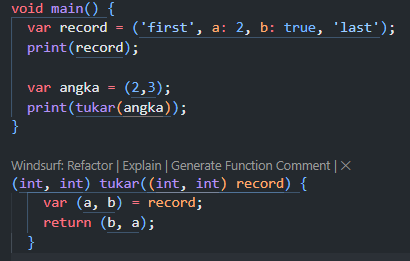 void main() {
  var record = ('first', a: 2, b: true, 'last');
  print(record);

  var angka = (2,3);
  print(tukar(angka));
}

Windsurf: Refactor | Explain | Generate Function Comment | ×
(int, int) tukar((int, int) record) {
    var (a, b) = record;
    return (b, a);
  }